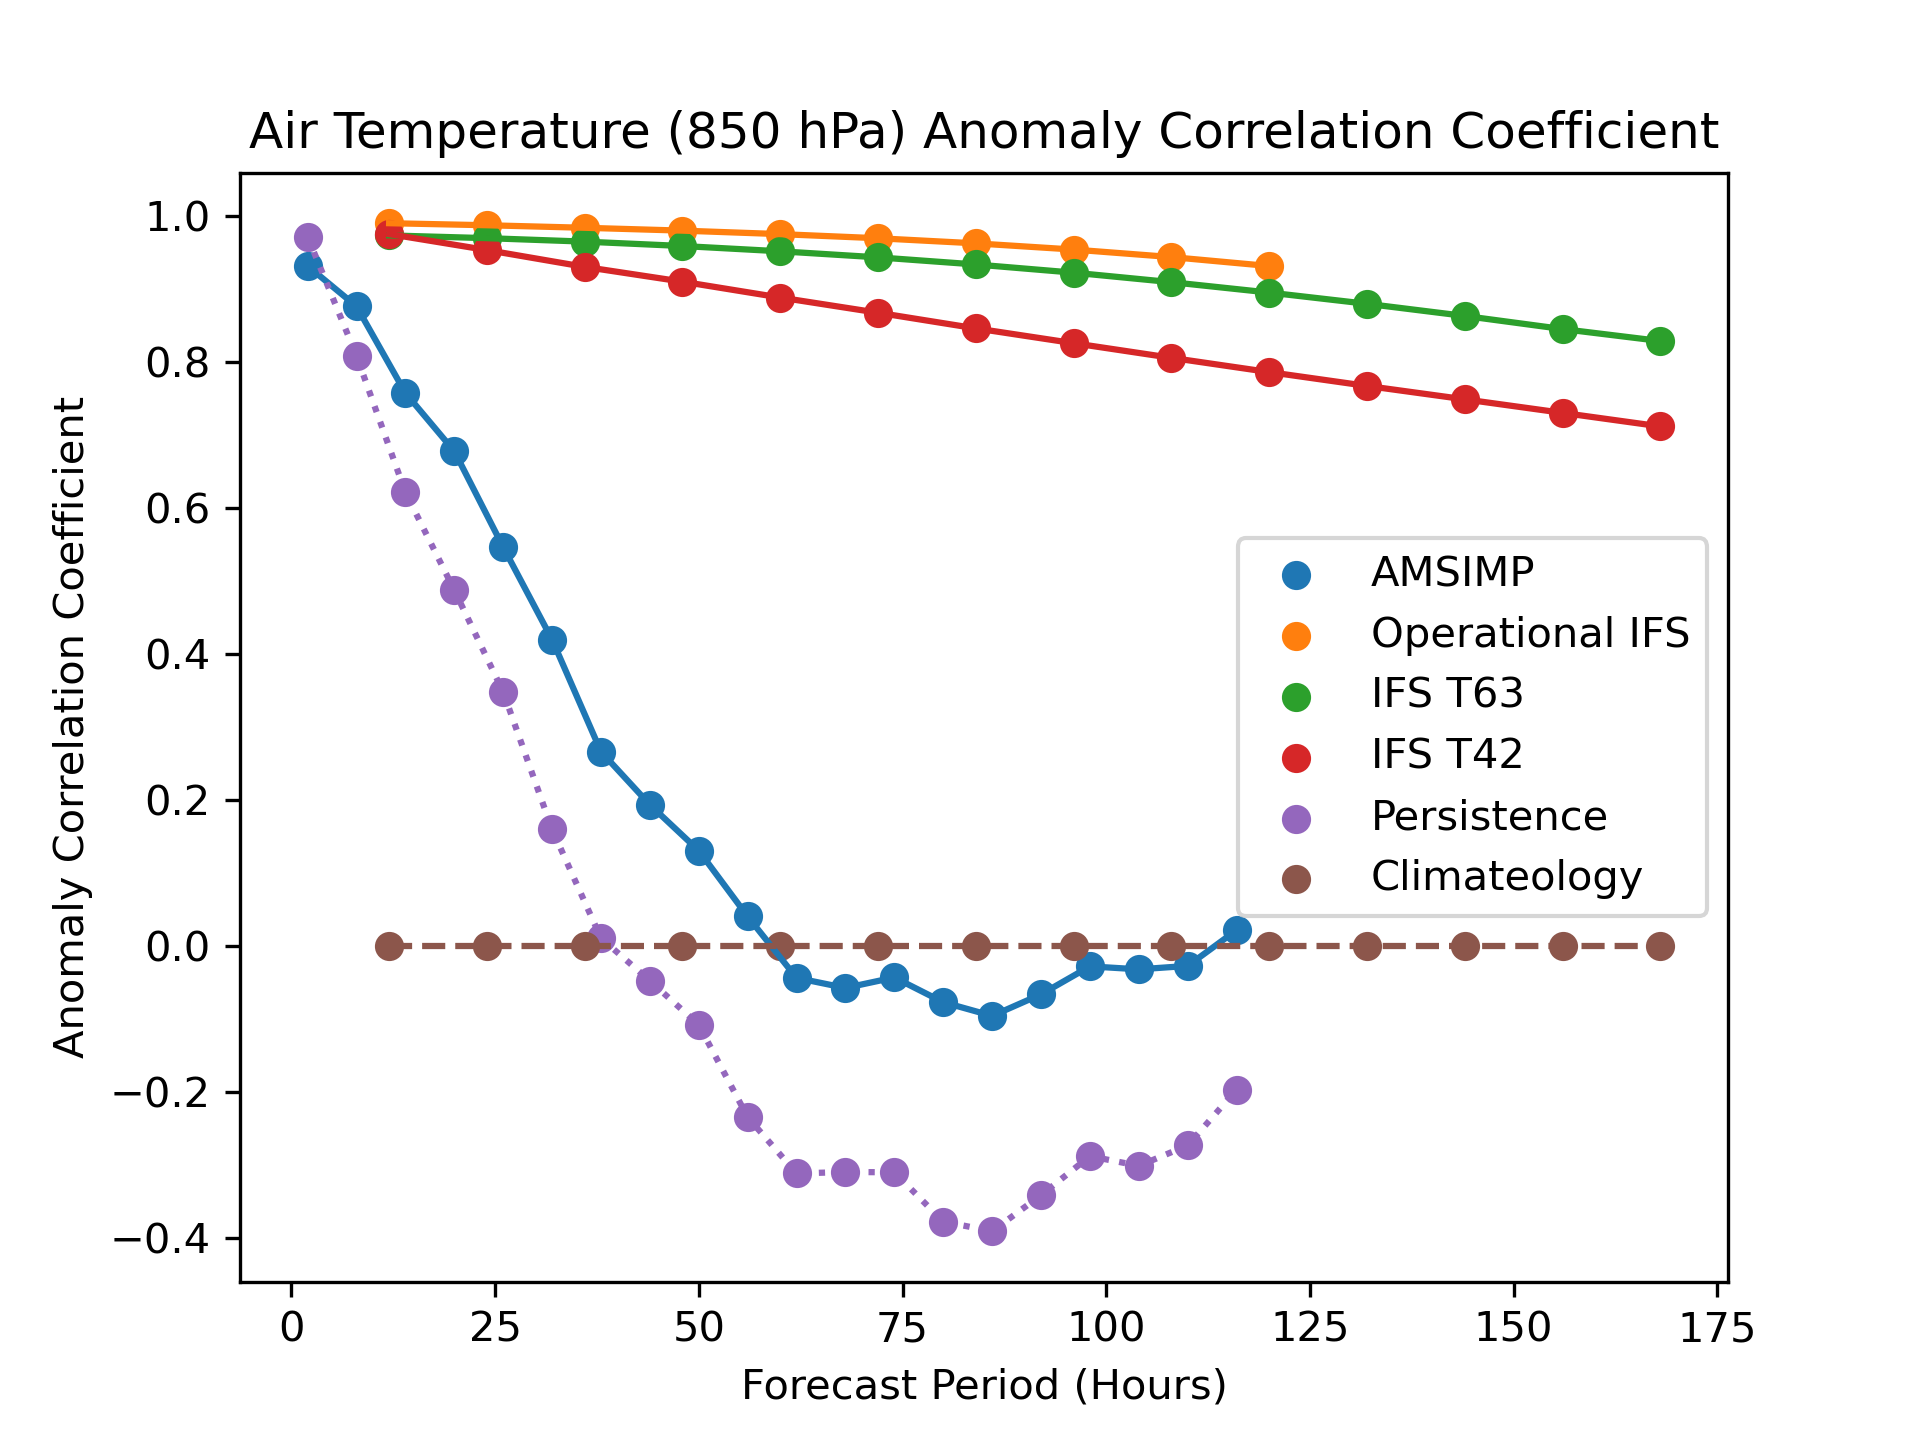 Air Temperature (850 hPa) Anomaly Correlation Coefficient
1.0
0.8
0.6
0.4
0.2
0.0
−0.2
−0.4
Anomaly Correlation Coefficient
AMSIMP
Operational IFS
IFS T63
IFS T42
Persistence
Climateology
0 25 50 75 100 125 150 175
Forecast Period (Hours)